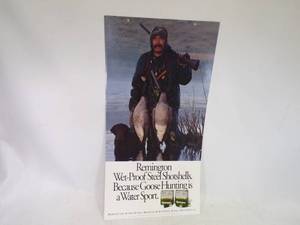 Remington
Wet-Proof Steel Shotshells.
Because Goose Hunting is
a Water Sport.